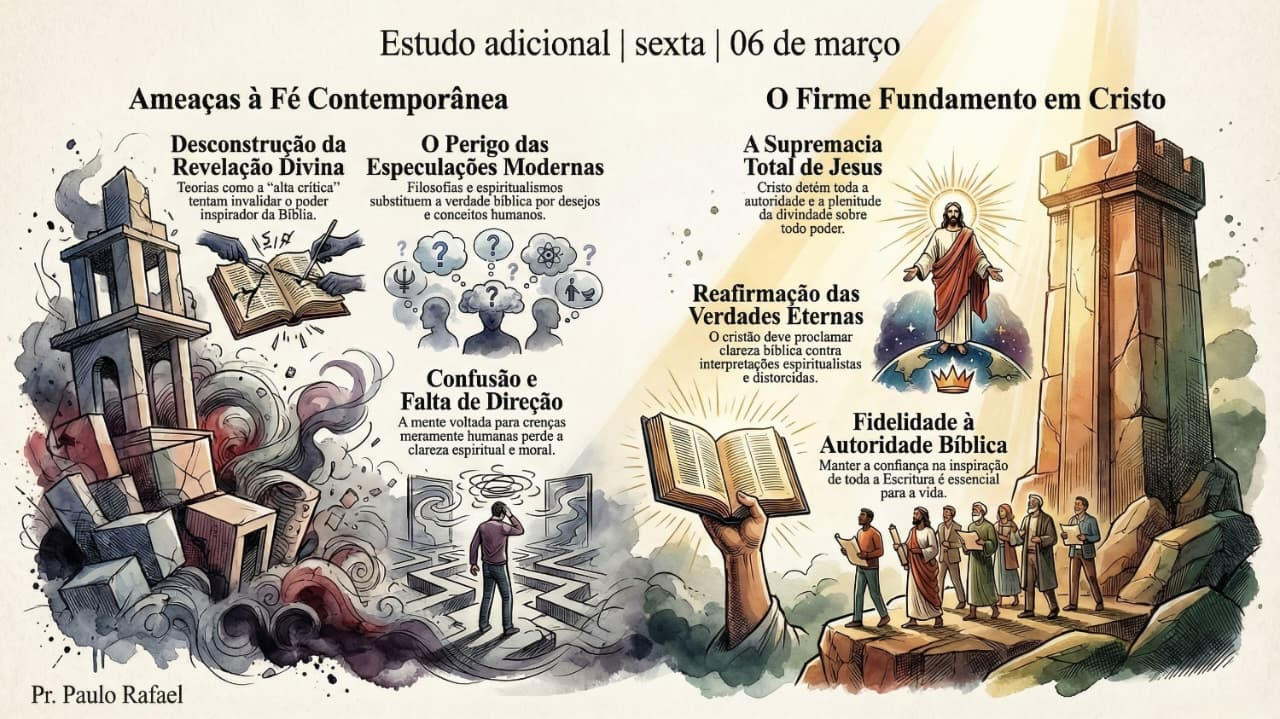 Estudo adicional | sexta | 06 de março
Ameaças à Fé Contemporânea
Desconstrução da
Revelação Divina
Teorias como a “alta crítica”
tentam invalidar o poder
inspirador da Bíblia.
O Perigo das
Especulações Modernas
Filosofias e espiritualismos
substituem a verdade bíblica por desejos
e conceitos humanos.
? ? ? ? ? ?
Confusão e
Falta de Direção
A mente voltada para crenças
meramente humanas perde a
clareza espiritual e moral.
O Firme Fundamento em Cristo
A Supremacia
Total de Jesus
Cristo detém toda a
autoridade e a plenitude
da divindade sobre
todo poder.
Reafirmação das
Verdades Eternas
O cristão deve proclamar
clareza bíblica contra
interpretações espiritualistas
e distorcidas.
Fidelidade à
Autoridade Bíblica
Manter a confiança na inspiração
de toda a Escritura é essencial
para a vida.
Pr. Paulo Rafael